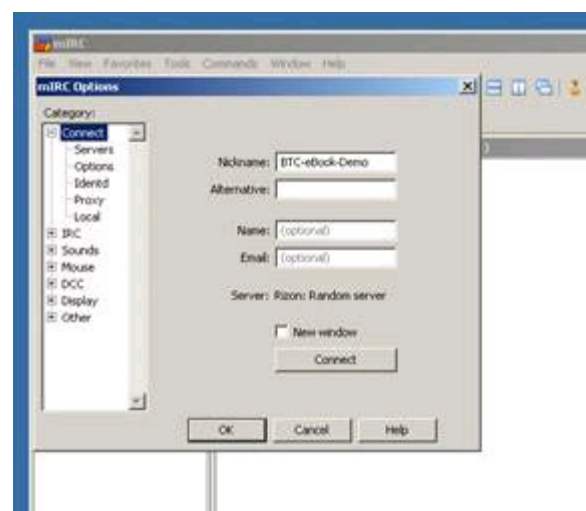 mIRC
File View Favorites Tools Commands Window Help
mIRC Options
Category:
Connect
Servers
Options
Identd
Proxy
Local
IRC
Sounds
Mouse
DCC
Display
Other
Nickname: BTC-eBook-Demo
Alternative:
Name: (optional)
Email: (optional)
Server: Rizon: Random server
New window
Connect
OK Cancel Help